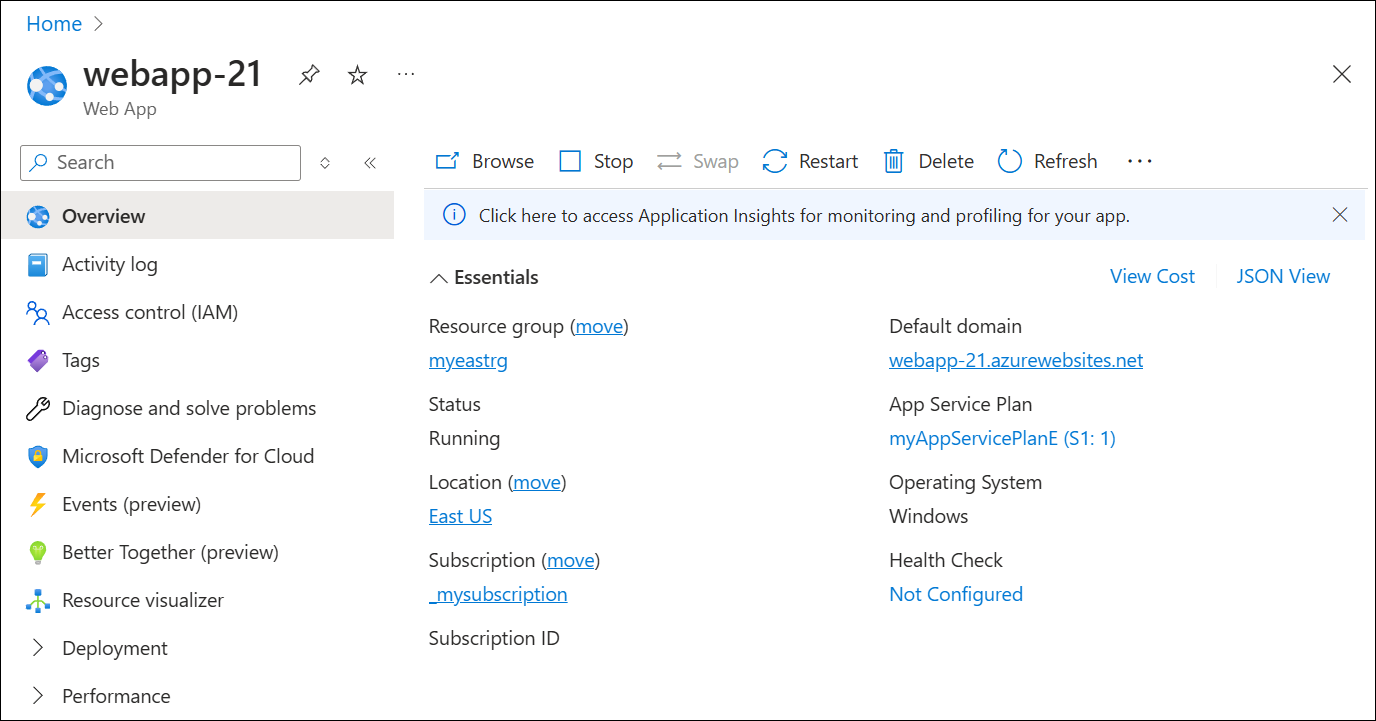 Home
webapp-21
Web App
Search
Overview
Activity log
Access control (IAM)
Tags
Diagnose and solve problems
Microsoft Defender for Cloud
Events (preview)
Better Together (preview)
Resource visualizer
Deployment
Performance
Browse Stop Swap Restart Delete Refresh
Click here to access Application Insights for monitoring and profiling for your app.
Essentials
View Cost JSON View
Resource group (move)
myeastrg
Status
Running
Location (move)
East US
Subscription (move)
_mysubscription
Subscription ID
Default domain
webapp-21.azurewebsites.net
App Service Plan
myAppServicePlanE (S1: 1)
Operating System
Windows
Health Check
Not Configured